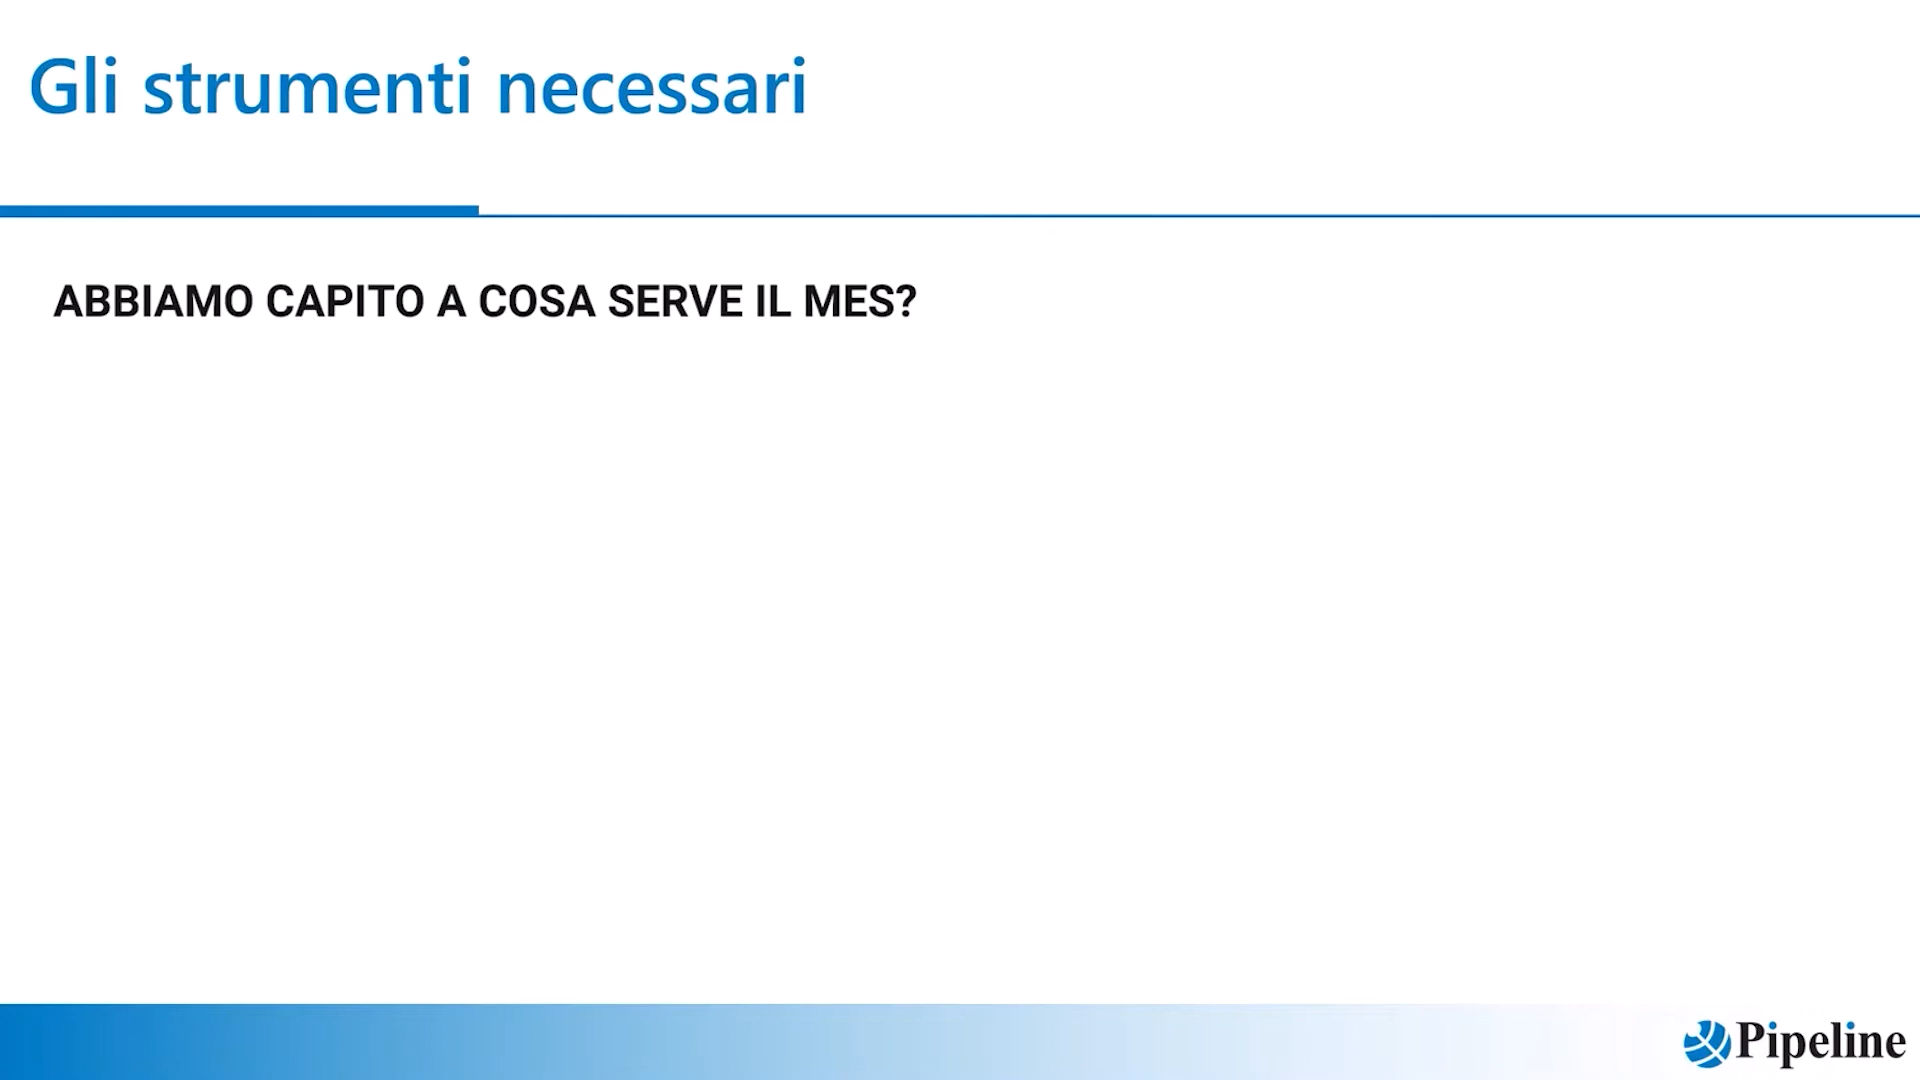 Gli strumenti necessari
ABBIAMO CAPITO A COSA SERVE IL MES?
Pipeline